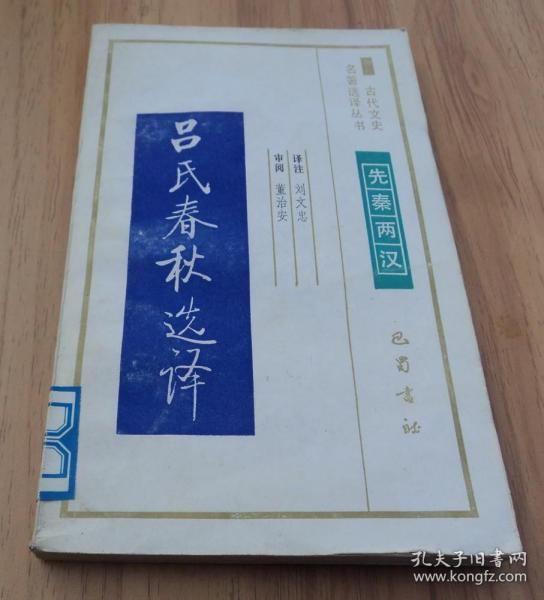 古代文史
名著选译丛书
先秦两汉
巴蜀书社
译注 刘文忠
审阅 董治安
吕氏春秋选译
孔夫子旧书网
www.kongfz.com